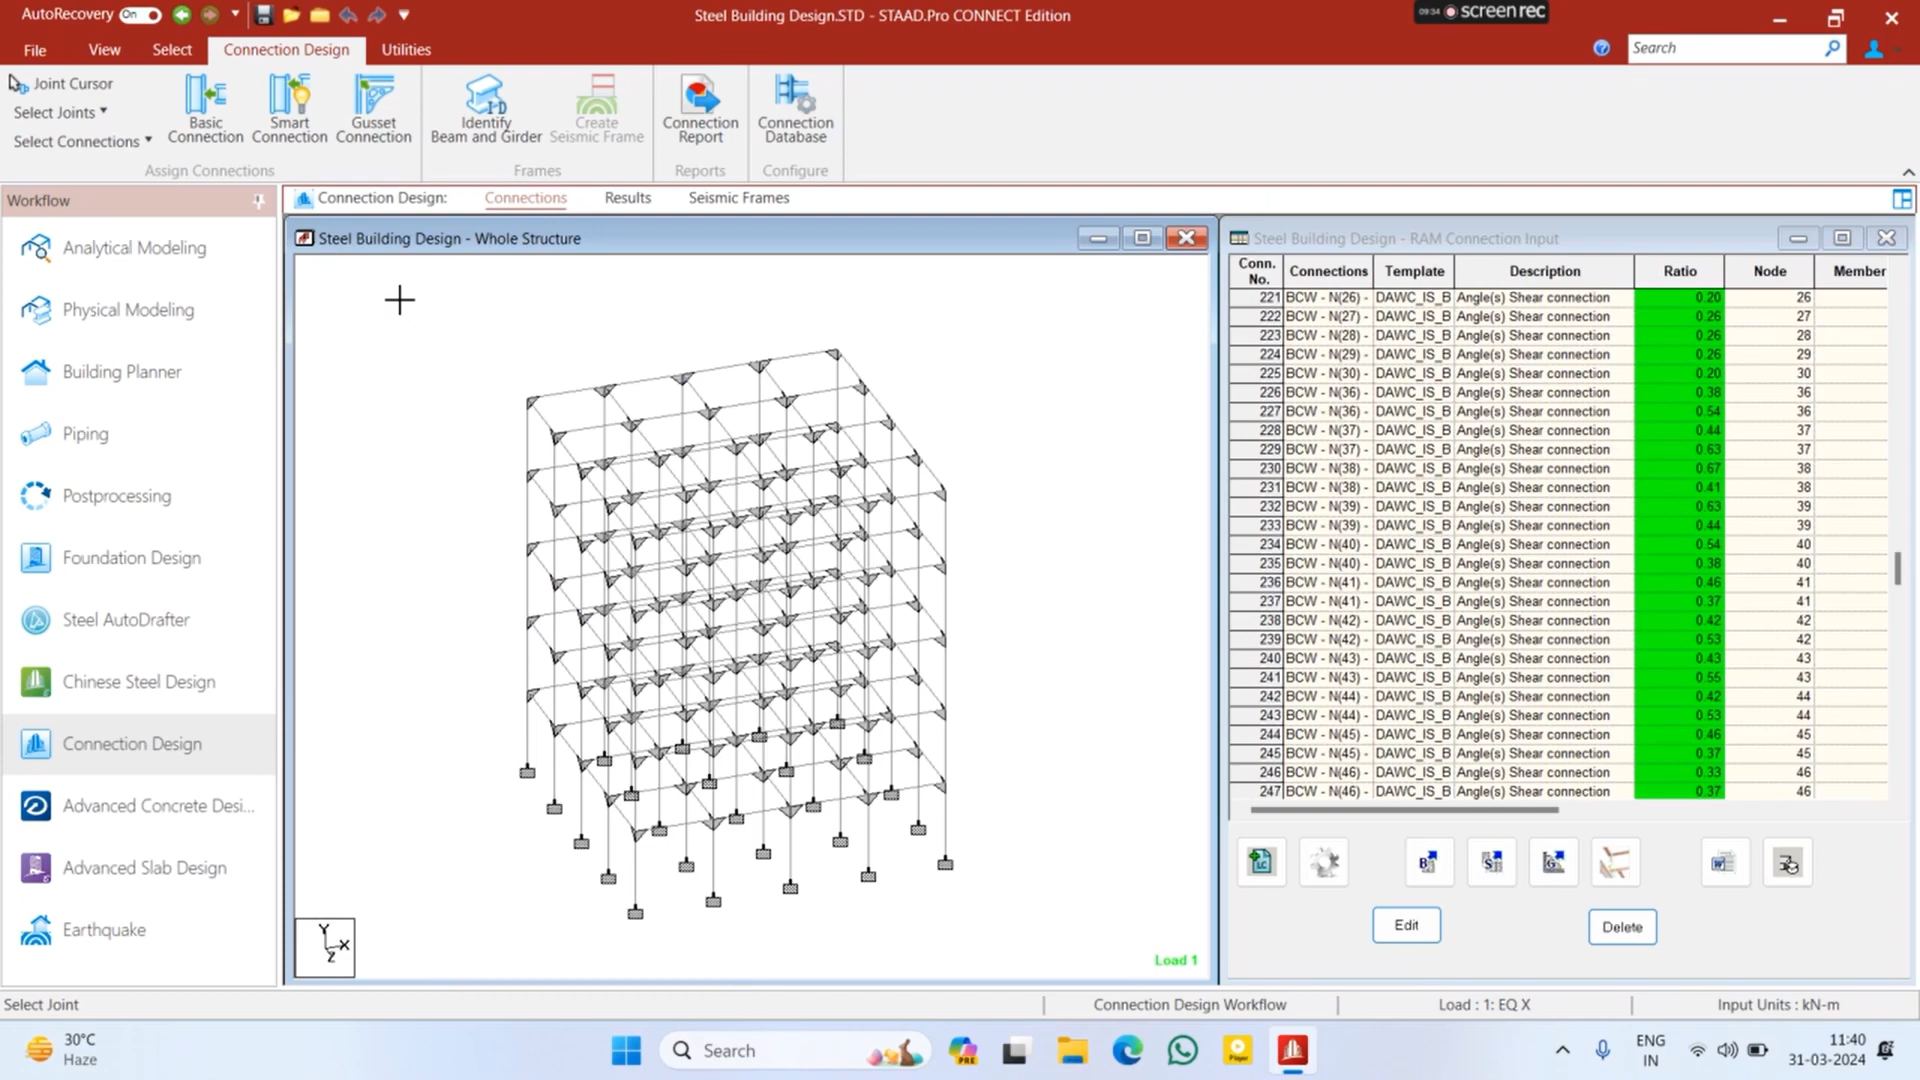 AutoRecovery On
Steel Building Design.STD - STAAD.Pro CONNECT Edition
09:34 screen rec
File View Select Connection Design Utilities
Search
Joint Cursor
Select Joints
Select Connections
Basic Connection
Smart Connection
Gusset Connection
Assign Connections
Identify Beam and Girder
Create Seismic Frame
Frames
Connection Report
Reports
Connection Database
Configure
Workflow
Analytical Modeling
Physical Modeling
Building Planner
Piping
Postprocessing
Foundation Design
Steel AutoDrafter
Chinese Steel Design
Connection Design
Advanced Concrete Desi...
Advanced Slab Design
Earthquake
Connection Design: Connections Results Seismic Frames
Steel Building Design - Whole Structure
Y
X
Z
Load 1
Steel Building Design - RAM Connection Input
Conn. No. Connections Template Description Ratio Node Member
221 BCW - N(26) - DAWC_IS_B Angle(s) Shear connection 0.20 26
222 BCW - N(27) - DAWC_IS_B Angle(s) Shear connection 0.26 27
223 BCW - N(28) - DAWC_IS_B Angle(s) Shear connection 0.26 28
224 BCW - N(29) - DAWC_IS_B Angle(s) Shear connection 0.26 29
225 BCW - N(30) - DAWC_IS_B Angle(s) Shear connection 0.20 30
226 BCW - N(36) - DAWC_IS_B Angle(s) Shear connection 0.38 36
227 BCW - N(36) - DAWC_IS_B Angle(s) Shear connection 0.54 36
228 BCW - N(37) - DAWC_IS_B Angle(s) Shear connection 0.44 37
229 BCW - N(37) - DAWC_IS_B Angle(s) Shear connection 0.63 37
230 BCW - N(38) - DAWC_IS_B Angle(s) Shear connection 0.67 38
231 BCW - N(38) - DAWC_IS_B Angle(s) Shear connection 0.41 38
232 BCW - N(39) - DAWC_IS_B Angle(s) Shear connection 0.63 39
233 BCW - N(39) - DAWC_IS_B Angle(s) Shear connection 0.44 39
234 BCW - N(40) - DAWC_IS_B Angle(s) Shear connection 0.54 40
235 BCW - N(40) - DAWC_IS_B Angle(s) Shear connection 0.38 40
236 BCW - N(41) - DAWC_IS_B Angle(s) Shear connection 0.46 41
237 BCW - N(41) - DAWC_IS_B Angle(s) Shear connection 0.37 41
238 BCW - N(42) - DAWC_IS_B Angle(s) Shear connection 0.42 42
239 BCW - N(42) - DAWC_IS_B Angle(s) Shear connection 0.53 42
240 BCW - N(43) - DAWC_IS_B Angle(s) Shear connection 0.43 43
241 BCW - N(43) - DAWC_IS_B Angle(s) Shear connection 0.55 43
242 BCW - N(44) - DAWC_IS_B Angle(s) Shear connection 0.42 44
243 BCW - N(44) - DAWC_IS_B Angle(s) Shear connection 0.53 44
244 BCW - N(45) - DAWC_IS_B Angle(s) Shear connection 0.46 45
245 BCW - N(45) - DAWC_IS_B Angle(s) Shear connection 0.37 45
246 BCW - N(46) - DAWC_IS_B Angle(s) Shear connection 0.33 46
247 BCW - N(46) - DAWC_IS_B Angle(s) Shear connection 0.37 46
Edit Delete
Select Joint
Connection Design Workflow
Load : 1: EQ X
Input Units : kN-m
30°C
Haze
Search
PRE
Player
ENG
IN
11:40
31-03-2024